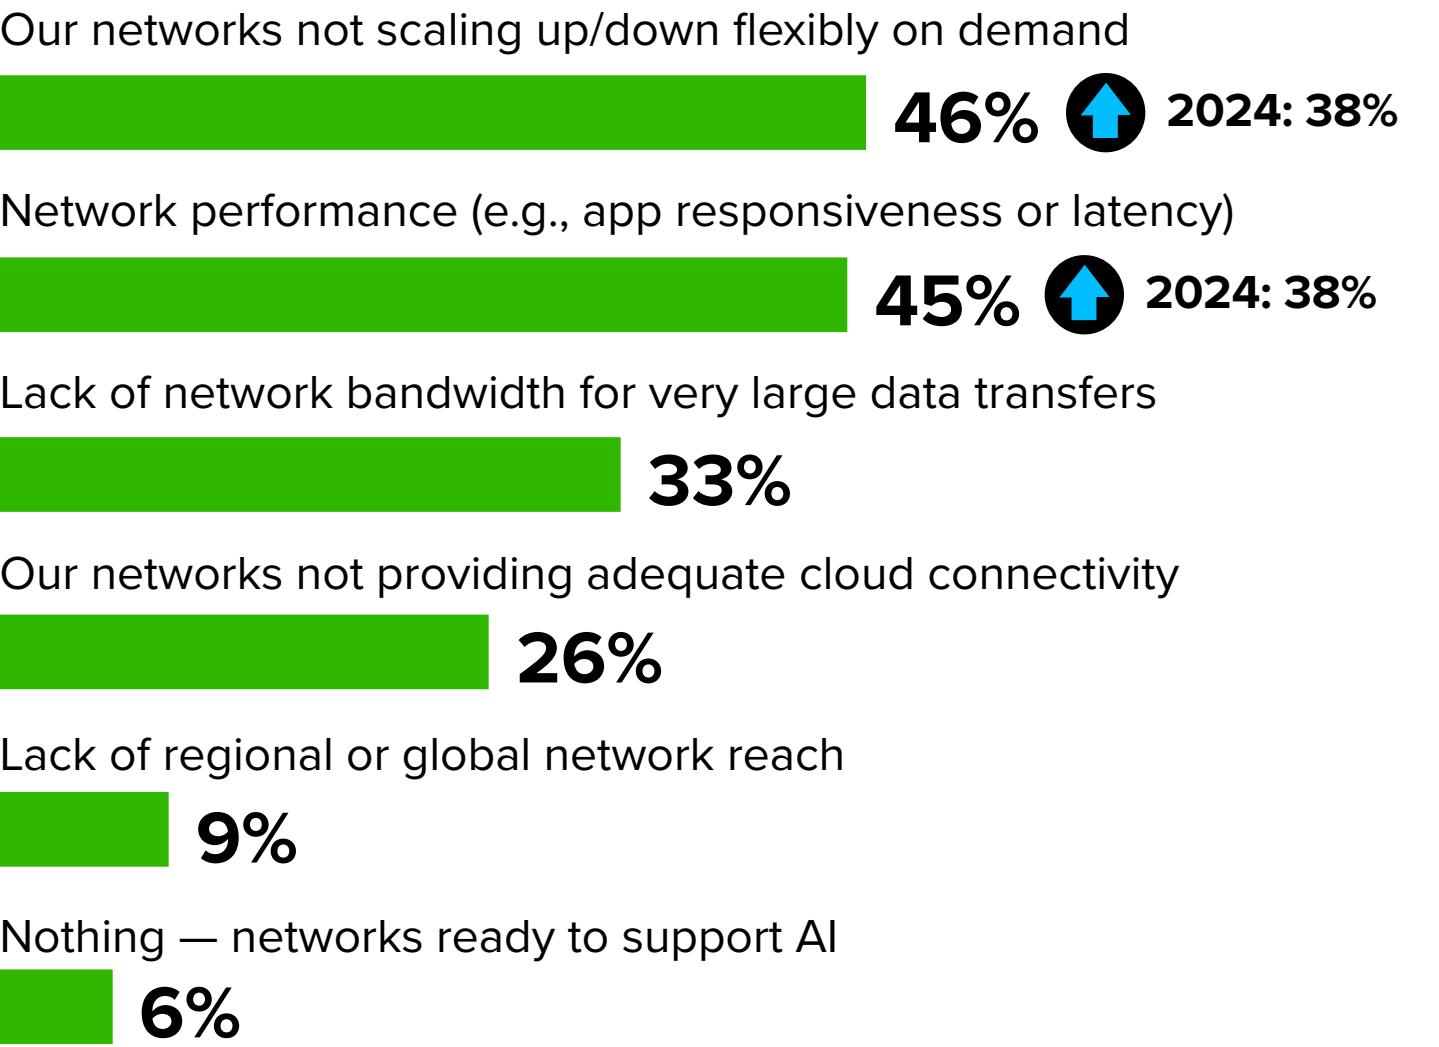 Our networks not scaling up/down flexibly on demand
46% 2024: 38%
Network performance (e.g., app responsiveness or latency)
45% 2024: 38%
Lack of network bandwidth for very large data transfers
33%
Our networks not providing adequate cloud connectivity
26%
Lack of regional or global network reach
9%
Nothing — networks ready to support AI
6%